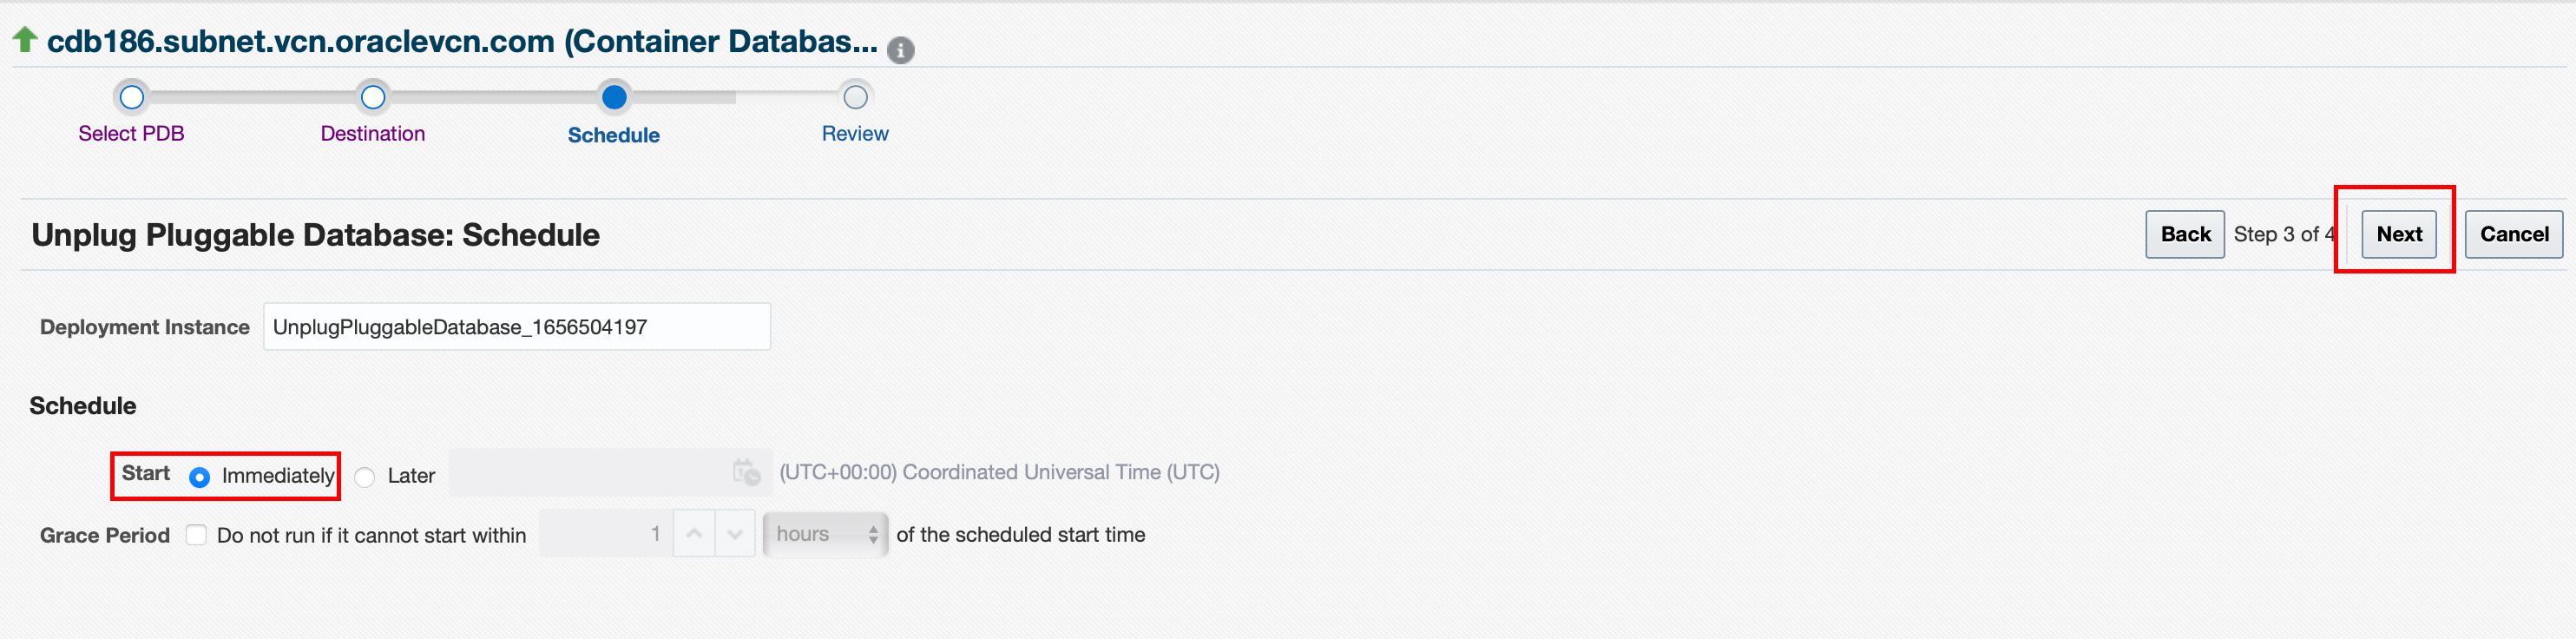 cdb186.subnet.vcn.oraclevcn.com (Container Databas...
Select PDB Destination Schedule Review
Unplug Pluggable Database: Schedule Back Step 3 of 4 Next Cancel
Deployment Instance UnplugPluggableDatabase_1656504197
Schedule
Start Immediately Later (UTC+00:00) Coordinated Universal Time (UTC)
Grace Period Do not run if it cannot start within 1 hours of the scheduled start time